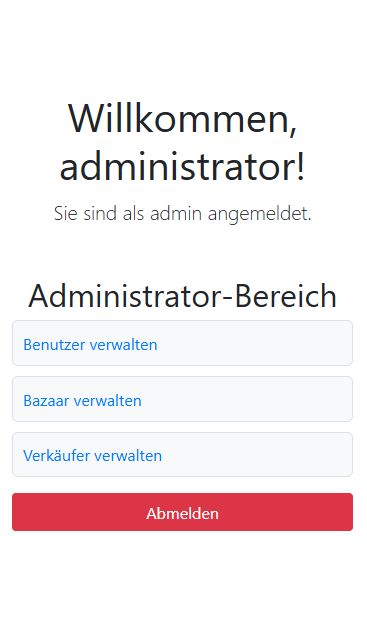 Willkommen,
administrator!
Sie sind als admin angemeldet.
Administrator-Bereich
Benutzer verwalten
Bazaar verwalten
Verkäufer verwalten
Abmelden